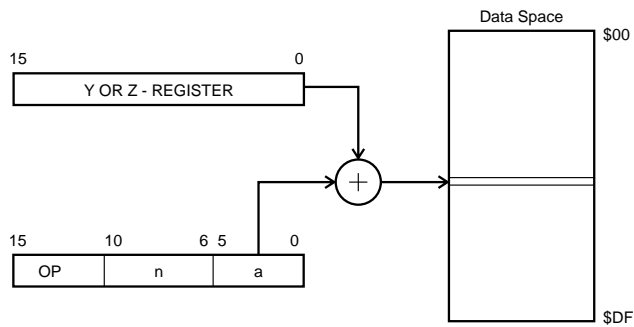 Data Space
$00
15 0
Y OR Z - REGISTER
+
15 10 6 5 0
OP n a
$DF